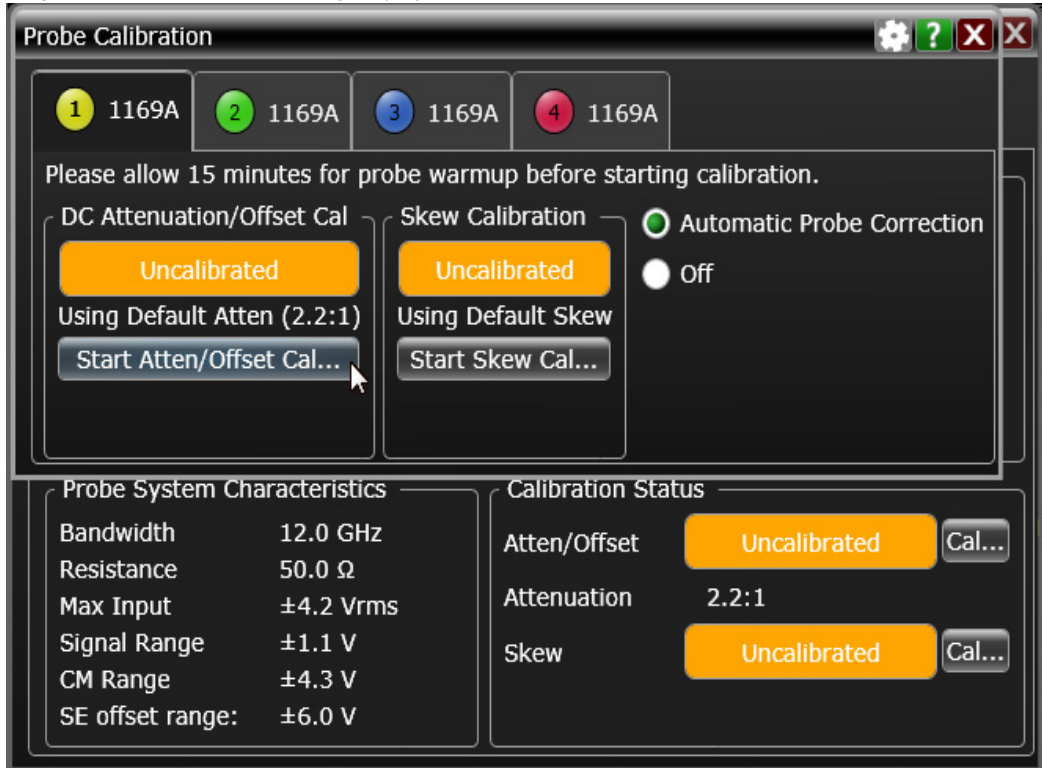 Probe Calibration
? X X
1 1169A 2 1169A 3 1169A 4 1169A
Please allow 15 minutes for probe warmup before starting calibration.
DC Attenuation/Offset Cal
Uncalibrated
Using Default Atten (2.2:1)
Start Atten/Offset Cal...
Skew Calibration
Uncalibrated
Using Default Skew
Start Skew Cal...
Automatic Probe Correction
Off
Probe System Characteristics
Bandwidth 12.0 GHz
Resistance 50.0 Ω
Max Input ±4.2 Vrms
Signal Range ±1.1 V
CM Range ±4.3 V
SE offset range: ±6.0 V
Calibration Status
Atten/Offset Uncalibrated Cal...
Attenuation 2.2:1
Skew Uncalibrated Cal...